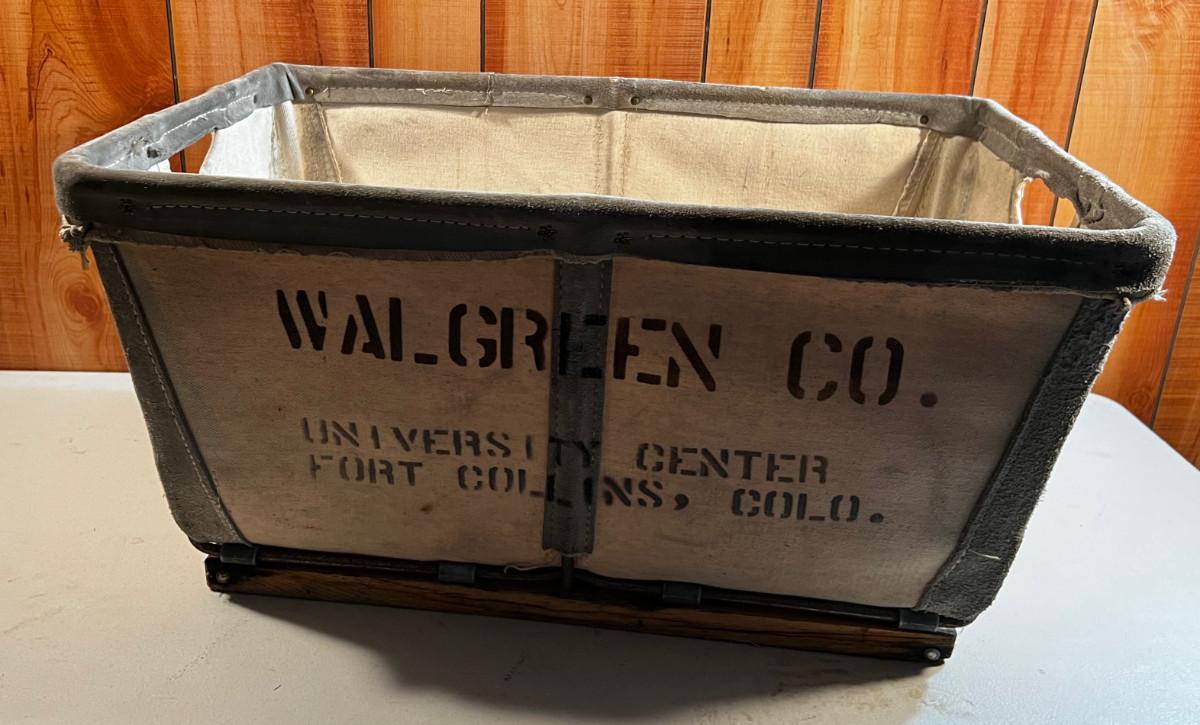 WALGREEN CO.
UNIVERSITY CENTER
FORT COLLINS, COLO.